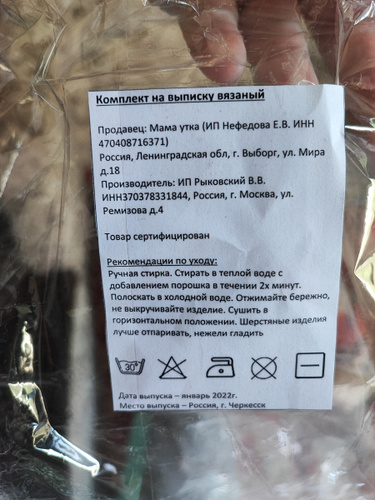 Комплект на выписку вязаный
Продавец: Мама утка (ИП Нефедова Е.В. ИНН
470408716371)
Россия, Ленинградская обл, г. Выборг, ул. Мира
д.18
Производитель: ИП Рыковский В.В.
ИНН370378331844, Россия, г. Москва, ул.
Ремизова д.4
Товар сертифицирован
Рекомендации по уходу:
Ручная стирка. Стирать в теплой воде с
добавлением порошка в течении 2х минут.
Полоскать в холодной воде. Отжимайте бережно,
не выкручивайте изделие. Сушить в
горизонтальном положении. Шерстяные изделия
лучше отпаривать, нежели гладить
30°
Дата выпуска – январь 2022г.
Место выпуска – Россия, г. Черкесск